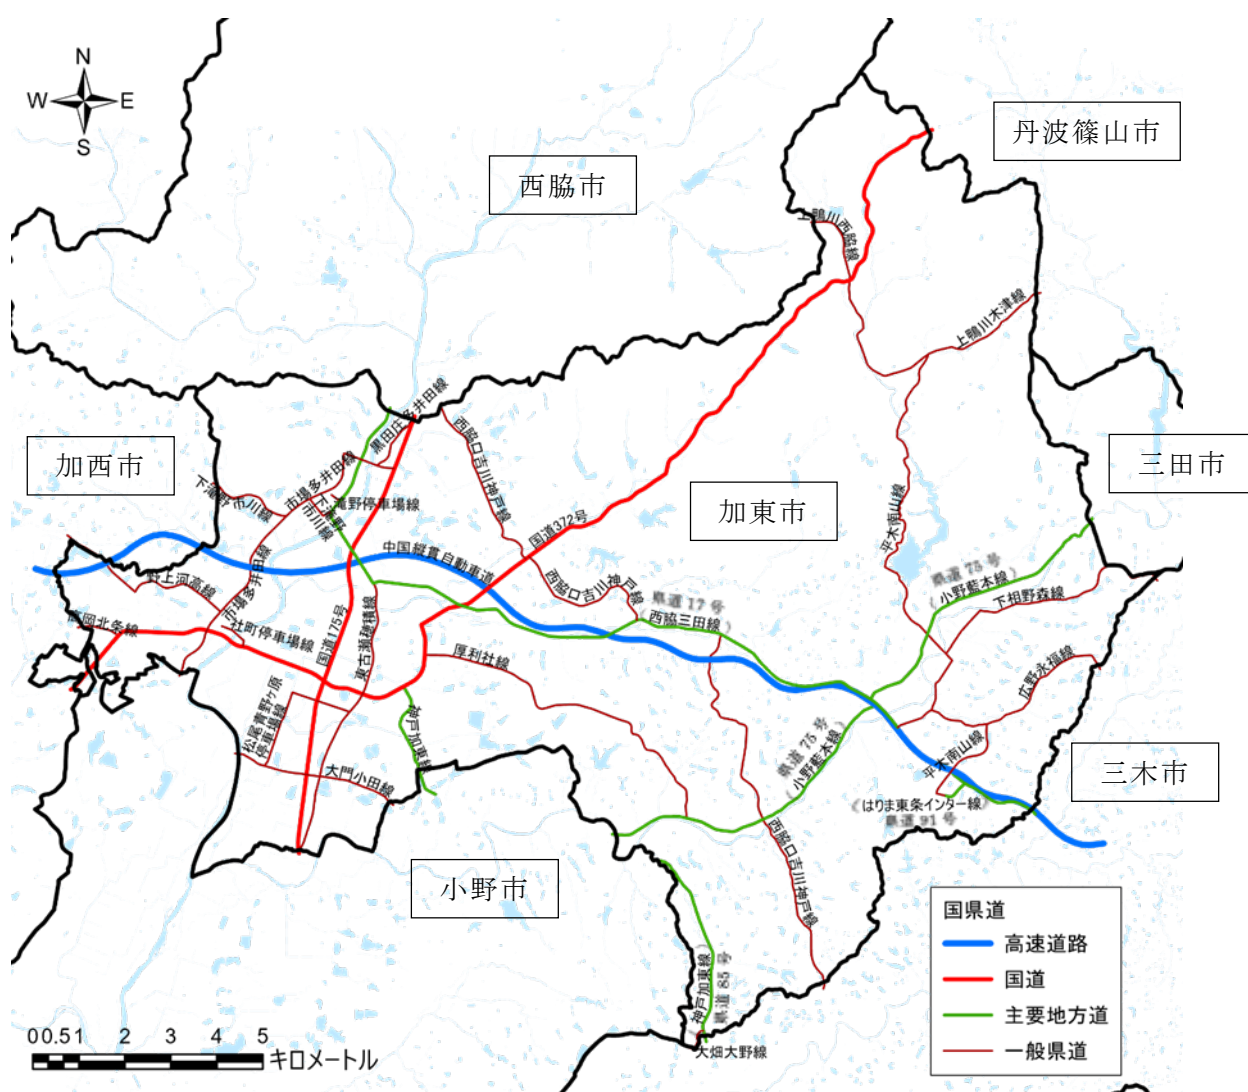 N
W
E
S
丹波篠山市
西脇市
上鴨川西脇線
上鴨川木津線
加西市
三田市
加東市
黒田庄多井田線
西脇口吉川神戸線
市場多井田線
下滝野市川線
滝野停車場線
下滝野
市川線
国道372号
中国縦貫自動車道
平木南山線
市場多井田線
野上河高線
西脇口吉川神戸線
県道 17 号
(西脇三田線)
県道 75 号
(小野藍本線)
下相野森線
高岡北条線
社町停車場線
国道175号
東古瀬穂積線
厚利社線
広野永福線
松尾青野ヶ原
停車場線
神戸加東線
大門小田線
県道 75 号
(小野藍本線)
平木南山線
(はりま東条インター線)
県道 91 号
三木市
小野市
西脇口吉川神戸線
(神戸加東線)
県道 85 号
大畑大野線
国県道
高速道路
国道
主要地方道
一般県道
0 0.5 1 2 3 4 5
キロメートル